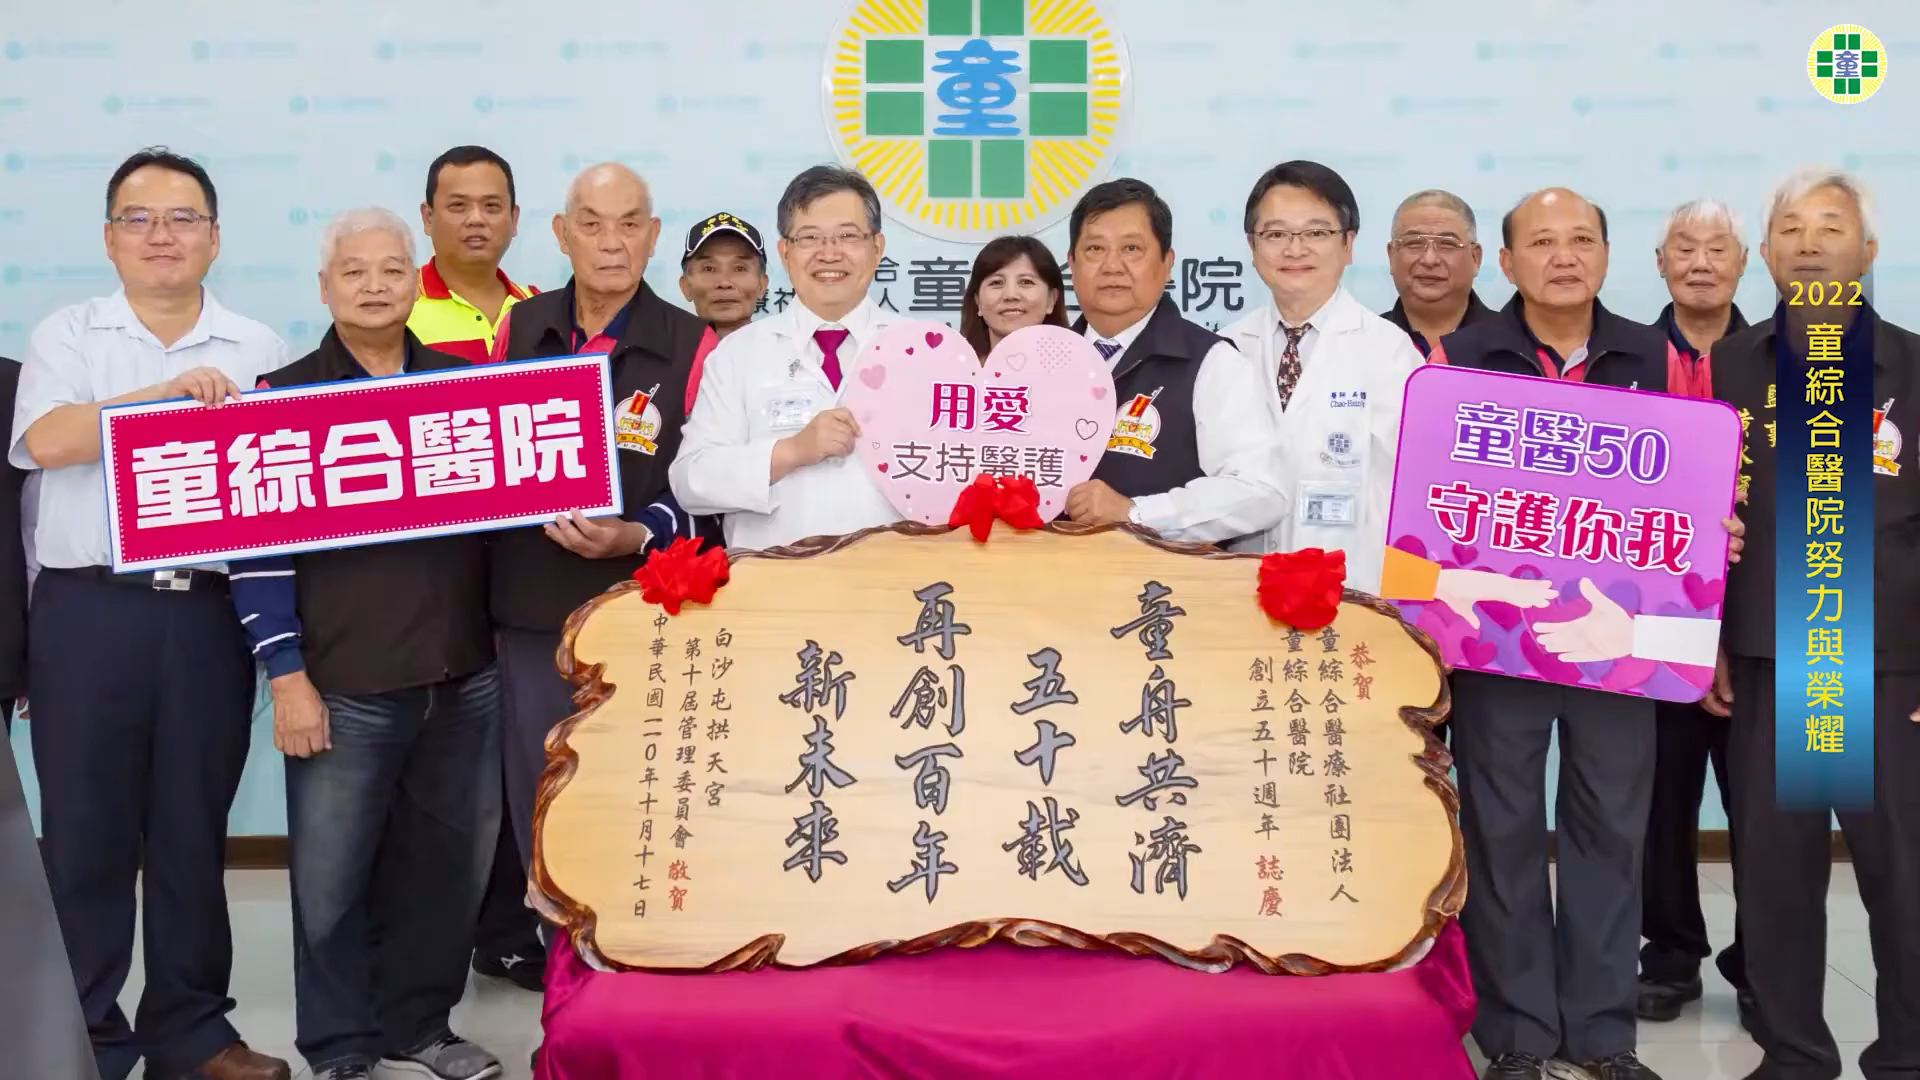 童
童
童綜合醫院
用愛
支持醫護
童醫50
守護你我
2022 童綜合醫院努力與榮耀
恭賀
童綜合醫療社團法人
童綜合醫院
創立五十週年 誌慶
童舟共濟
五十載
再創百年
新未來
白沙屯拱天宮
第十屆管理委員會 敬賀
中華民國一一0年十月十七日